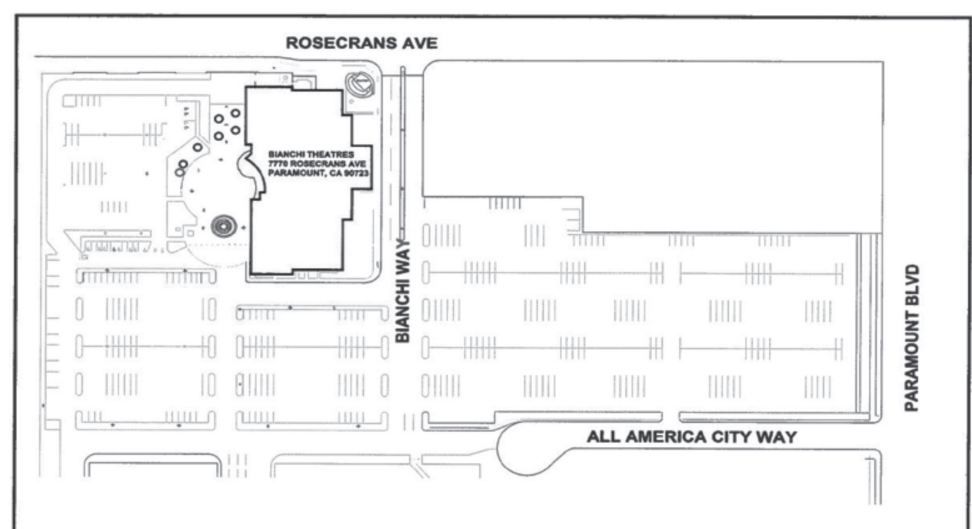 ROSECRANS AVE
BIANCHI THEATRES
7770 ROSECRANS AVE
PARAMOUNT, CA 90723
BIANCHI WAY
PARAMOUNT BLVD
ALL AMERICA CITY WAY